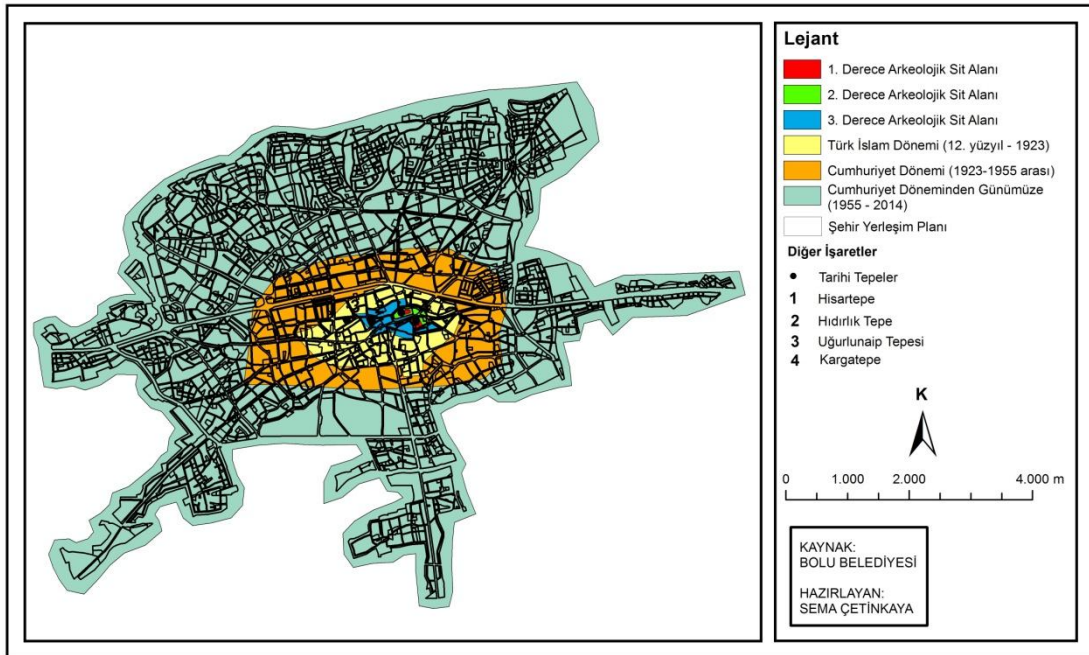 Lejant
1. Derece Arkeolojik Sit Alanı
2. Derece Arkeolojik Sit Alanı
3. Derece Arkeolojik Sit Alanı
Türk İslam Dönemi (12. yüzyıl - 1923)
Cumhuriyet Dönemi (1923-1955 arası)
Cumhuriyet Döneminden Günümüze
(1955 - 2014)
Şehir Yerleşim Planı
Diğer İşaretler
Tarihi Tepeler
1 Hisartepe
2 Hıdırlık Tepe
3 Uğurlunaip Tepesi
4 Kargatepe
K
0 1.000 2.000 4.000 m
KAYNAK:
BOLU BELEDİYESİ
HAZIRLAYAN:
SEMA ÇETİNKAYA